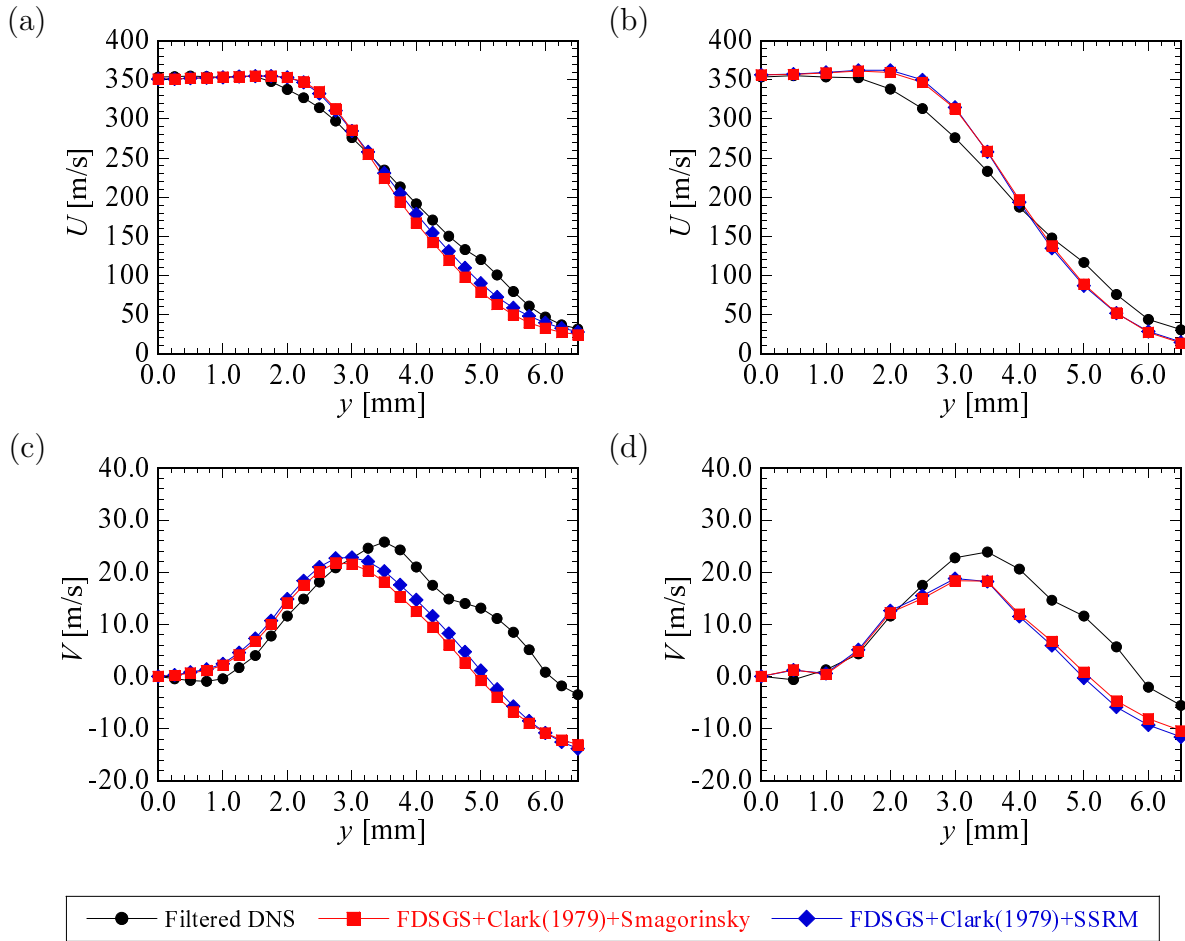 (a)
400
350
300
250
200
150
100
50
0
U [m/s]
0.0 1.0 2.0 3.0 4.0 5.0 6.0
y [mm]
(b)
400
350
300
250
200
150
100
50
0
U [m/s]
0.0 1.0 2.0 3.0 4.0 5.0 6.0
y [mm]
(c)
40.0
30.0
20.0
10.0
0.0
-10.0
-20.0
V [m/s]
0.0 1.0 2.0 3.0 4.0 5.0 6.0
y [mm]
(d)
40.0
30.0
20.0
10.0
0.0
-10.0
-20.0
V [m/s]
0.0 1.0 2.0 3.0 4.0 5.0 6.0
y [mm]
Filtered DNS FDSGS+Clark(1979)+Smagorinsky FDSGS+Clark(1979)+SSRM